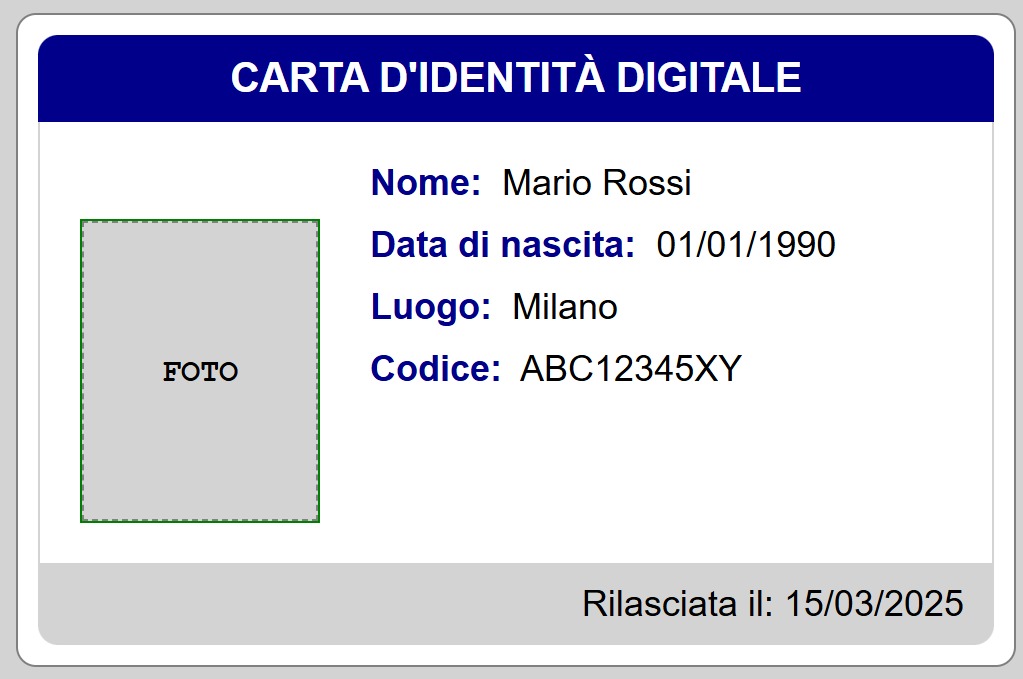 CARTA D'IDENTITÀ DIGITALE
Nome: Mario Rossi
Data di nascita: 01/01/1990
Luogo: Milano
Codice: ABC12345XY
FOTO
Rilasciata il: 15/03/2025